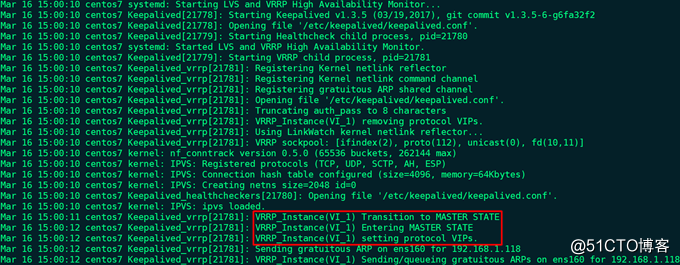 Mar 16 15:00:10 centos7 systemd: Starting LVS and VRRP High Availability Monitor...
Mar 16 15:00:10 centos7 Keepalived[21778]: Starting Keepalived v1.3.5 (03/19,2017), git commit v1.3.5-6-g6fa32f2
Mar 16 15:00:10 centos7 Keepalived[21778]: Opening file '/etc/keepalived/keepalived.conf'.
Mar 16 15:00:10 centos7 Keepalived[21779]: Starting Healthcheck child process, pid=21780
Mar 16 15:00:10 centos7 systemd: Started LVS and VRRP High Availability Monitor.
Mar 16 15:00:10 centos7 Keepalived[21779]: Starting VRRP child process, pid=21781
Mar 16 15:00:10 centos7 Keepalived_vrrp[21781]: Registering Kernel netlink reflector
Mar 16 15:00:10 centos7 Keepalived_vrrp[21781]: Registering Kernel netlink command channel
Mar 16 15:00:10 centos7 Keepalived_vrrp[21781]: Registering gratuitous ARP shared channel
Mar 16 15:00:10 centos7 Keepalived_vrrp[21781]: Opening file '/etc/keepalived/keepalived.conf'.
Mar 16 15:00:10 centos7 Keepalived_vrrp[21781]: Truncating auth_pass to 8 characters
Mar 16 15:00:10 centos7 Keepalived_vrrp[21781]: VRRP_Instance(VI_1) removing protocol VIPs.
Mar 16 15:00:10 centos7 Keepalived_vrrp[21781]: Using LinkWatch kernel netlink reflector...
Mar 16 15:00:10 centos7 Keepalived_vrrp[21781]: VRRP sockpool: [ifindex(2), proto(112), unicast(0), fd(10,11)]
Mar 16 15:00:10 centos7 kernel: nf_conntrack version 0.5.0 (65536 buckets, 262144 max)
Mar 16 15:00:10 centos7 kernel: IPVS: Registered protocols (TCP, UDP, SCTP, AH, ESP)
Mar 16 15:00:10 centos7 kernel: IPVS: Connection hash table configured (size=4096, memory=64Kbytes)
Mar 16 15:00:10 centos7 kernel: IPVS: Creating netns size=2048 id=0
Mar 16 15:00:10 centos7 Keepalived_healthcheckers[21780]: Opening file '/etc/keepalived/keepalived.conf'.
Mar 16 15:00:10 centos7 kernel: IPVS: ipvs loaded.
Mar 16 15:00:11 centos7 Keepalived_vrrp[21781]: VRRP_Instance(VI_1) Transition to MASTER STATE
Mar 16 15:00:12 centos7 Keepalived_vrrp[21781]: VRRP_Instance(VI_1) Entering MASTER STATE
Mar 16 15:00:12 centos7 Keepalived_vrrp[21781]: VRRP_Instance(VI_1) setting protocol VIPs.
Mar 16 15:00:12 centos7 Keepalived_vrrp[21781]: Sending gratuitous ARP on ens160 for 192.168.1.118
Mar 16 15:00:12 centos7 Keepalived_vrrp[21781]: VRRP_Instance(VI_1) Sending/queueing gratuitous ARPs on ens160 for 192.168.1.118
@51CTO博客